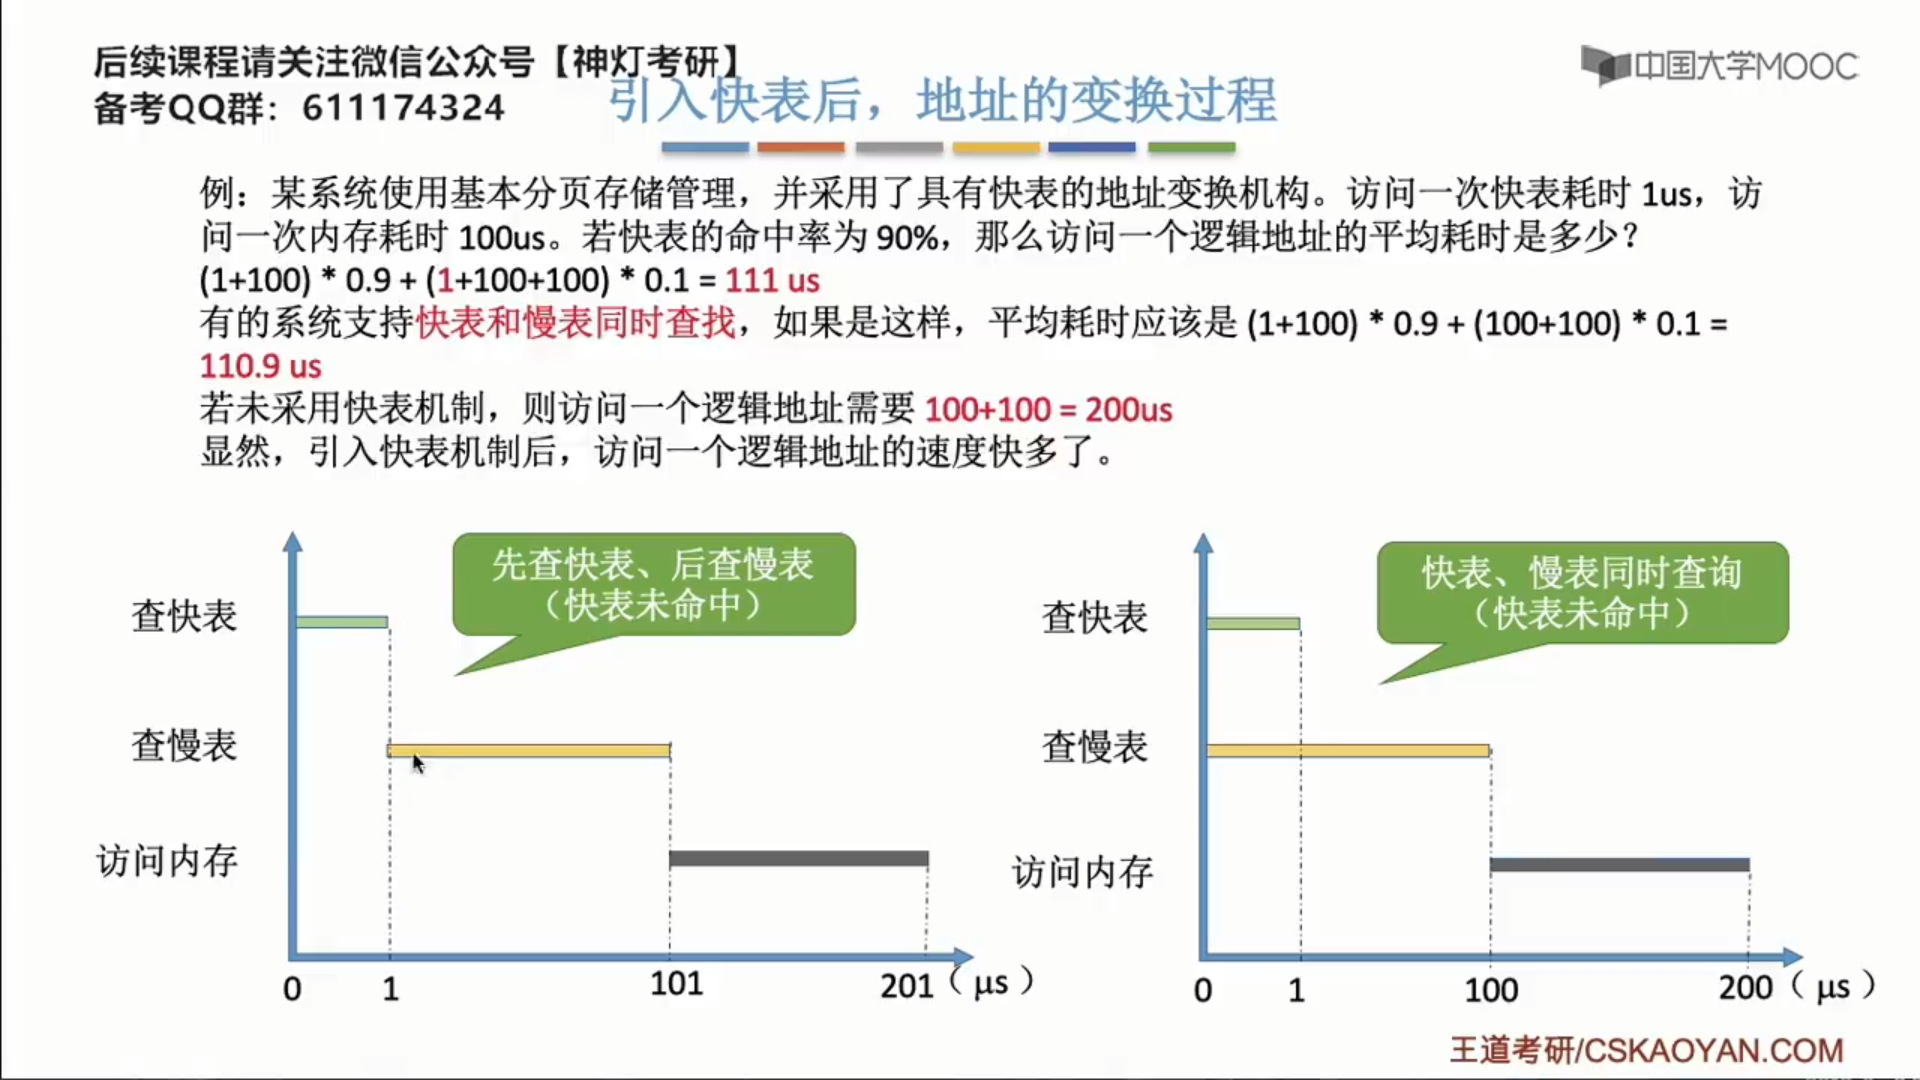 后续课程请关注微信公众号【神灯考研】
备考QQ群：611174324
中国大学MOOC
引入快表后，地址的变换过程
例：某系统使用基本分页存储管理，并采用了具有快表的地址变换机构。访问一次快表耗时 1us，访
问一次内存耗时 100us。若快表的命中率为 90%，那么访问一个逻辑地址的平均耗时是多少？
(1+100) * 0.9 + (1+100+100) * 0.1 = 111 us
有的系统支持快表和慢表同时查找，如果是这样，平均耗时应该是 (1+100) * 0.9 + (100+100) * 0.1 =
110.9 us
若未采用快表机制，则访问一个逻辑地址需要 100+100 = 200us
显然，引入快表机制后，访问一个逻辑地址的速度快多了。
先查快表、后查慢表
（快表未命中）
查快表
查慢表
访问内存
0 1 101 201（μs）
快表、慢表同时查询
（快表未命中）
查快表
查慢表
访问内存
0 1 100 200（μs）
王道考研/CSKAOYAN.COM